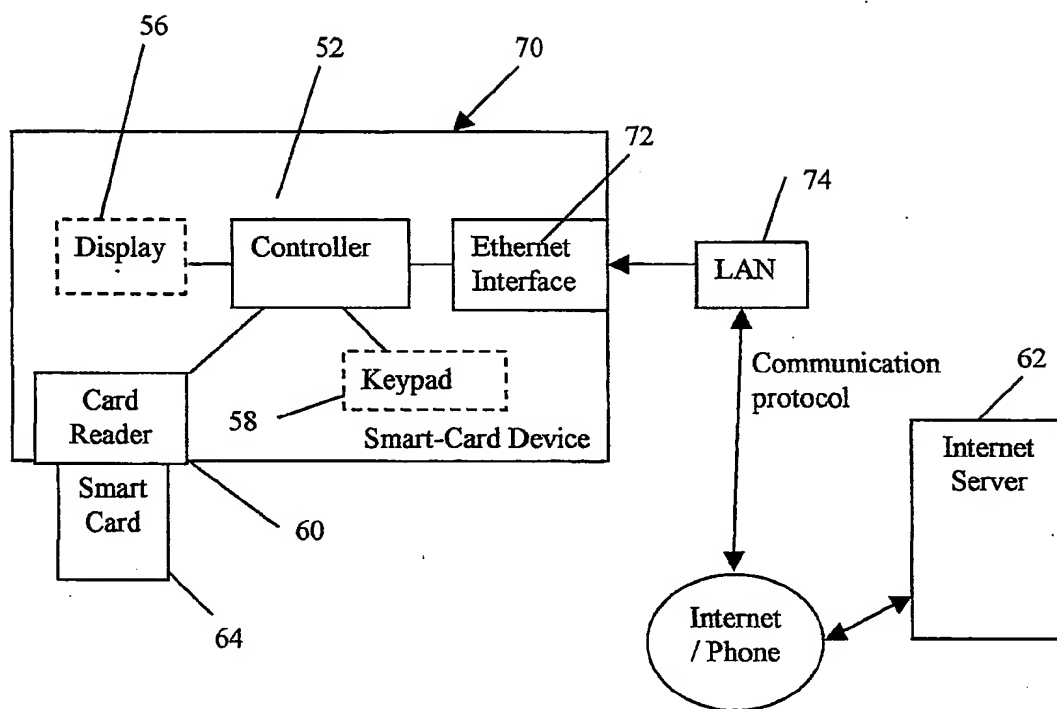 56
52
70
72
74
Display
Controller
Ethernet
Interface
LAN
Keypad
58
Communication
protocol
62
Card
Reader
Smart-Card Device
Internet
Server
Smart
Card
60
64
Internet
/ Phone